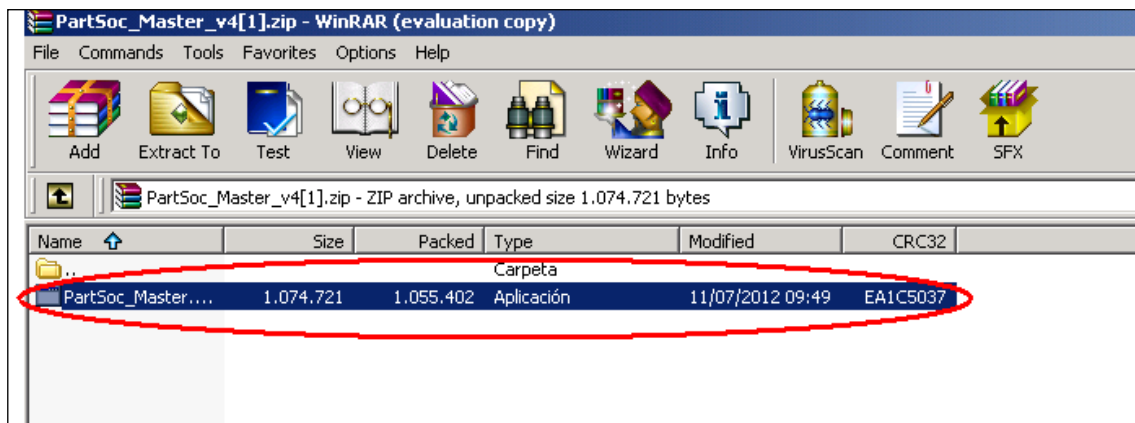 PartSoc_Master_v4[1].zip - WinRAR (evaluation copy)
File Commands Tools Favorites Options Help
Add Extract To Test View Delete Find Wizard Info VirusScan Comment SFX
PartSoc_Master_v4[1].zip - ZIP archive, unpacked size 1.074.721 bytes
Name Size Packed Type Modified CRC32
.. Carpeta
PartSoc_Master.... 1.074.721 1.055.402 Aplicación 11/07/2012 09:49 EA1C5037